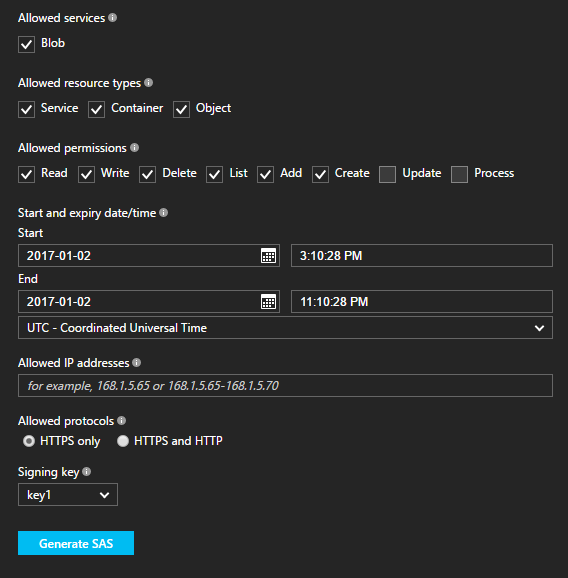 Allowed services
Blob
Allowed resource types
Service Container Object
Allowed permissions
Read Write Delete List Add Create Update Process
Start and expiry date/time
Start
2017-01-02 3:10:28 PM
End
2017-01-02 11:10:28 PM
UTC - Coordinated Universal Time
Allowed IP addresses
for example, 168.1.5.65 or 168.1.5.65-168.1.5.70
Allowed protocols
HTTPS only HTTPS and HTTP
Signing key
key1
Generate SAS